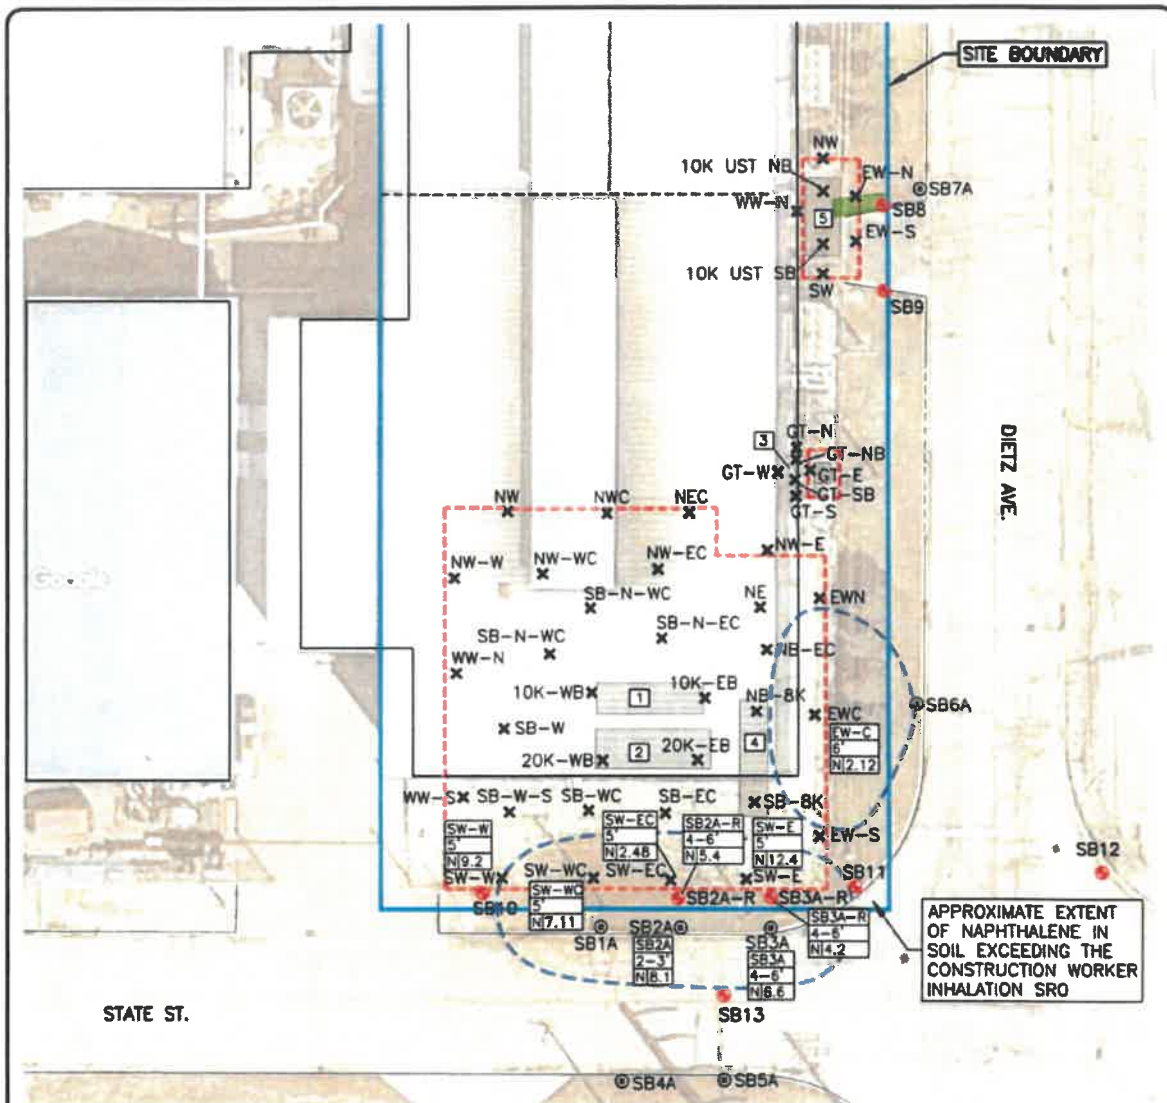 SITE BOUNDARY
NW
10K UST NB
EW-N
SB7A
WW-N
SB8
5
EW-S
10K UST SB
SW
SB9
DIETZ AVE.
GT-N
3
GT-NB
GT-W
GT-E
GT-SB
GT-S
NW
NWC
NEC
NW-E
NW-W
NW-WC
NW-EC
Google
SB-N-WC
NE
EWN
SB-N-EC
SB-N-WC
NB-EC
WW-N
10K-WB
1
10K-EB
NB-8K
SB6A
EWC
SB-W
2
20K-EB
4
20K-WB
EW-C
6'
N 2.12
WW-S
SB-W-S
SB-WC
SB-EC
SB-8K
SW-W
5'
N 9.2
SW-EC
5'
N 2.48
SB2A-R
4-6'
N 5.4
SW-E
5'
N 12.4
EW-S
SB12
SW-W
SW-WC
SW-EC
SW-E
SB11
SB10
SW-WC
5'
N 7.11
SB2A-R
SB3A-R
SB3A-R
4-6'
N 4.2
SB1A
SB2A
SB3A
SB2A
2-3'
N 8.1
SB3A
4-6'
N 6.6
APPROXIMATE EXTENT
OF NAPHTHALENE IN
SOIL EXCEEDING THE
CONSTRUCTION WORKER
INHALATION SRO
STATE ST.
SB13
SB4A
SB5A